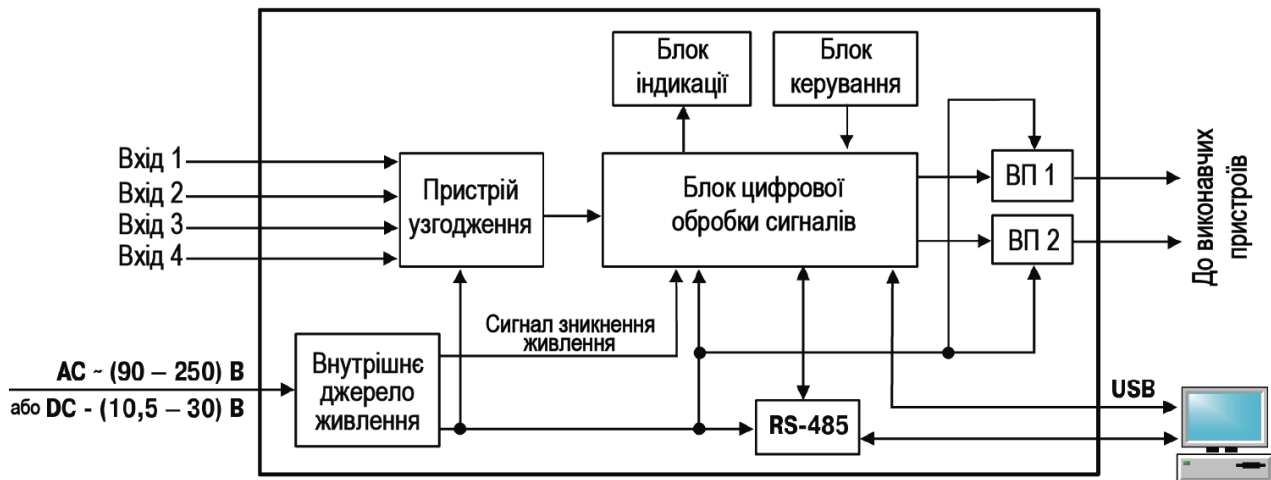 Блок
індикації
Блок
керування
Вхід 1
Вхід 2
Вхід 3
Вхід 4
Пристрій
узгодження
Блок цифрової
обробки сигналів
ВП 1
ВП 2
До виконавчих
пристроїв
Сигнал зникнення
живлення
АС ~ (90 – 250) В
або DC - (10,5 – 30) В
Внутрішнє
джерело
живлення
RS-485
USB